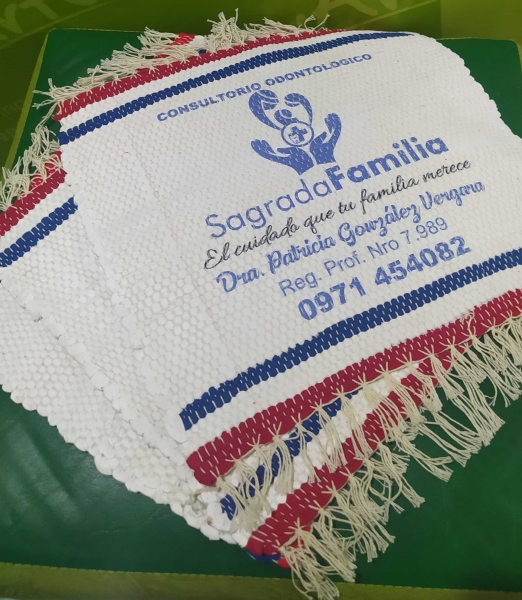 CONSULTORIO ODONTOLOGICO
SagradaFamilia
El cuidado que tu familia merece
Dra. Patricia González Vergara
Reg. Prof. Nro 7.989
0971 454082